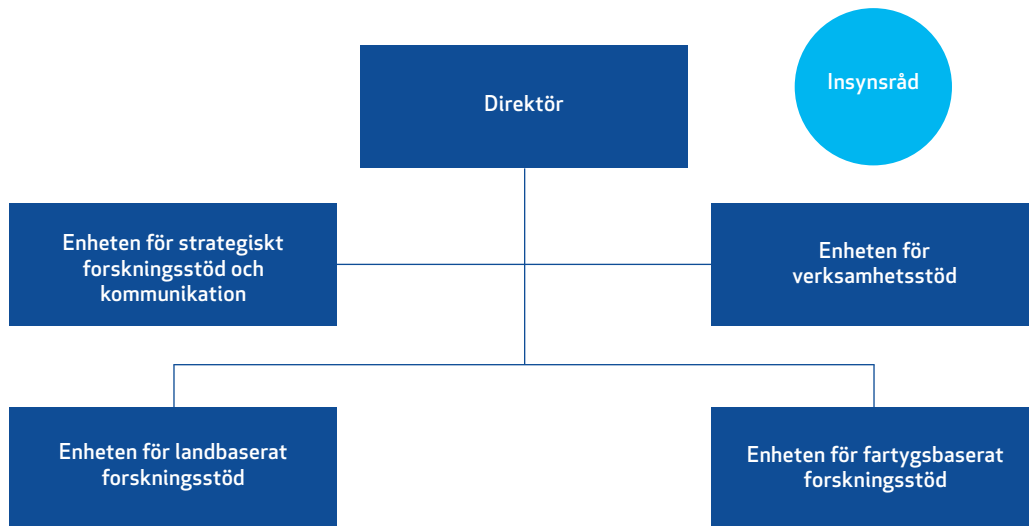 Direktör
Insynsråd
Enheten för strategiskt
forskningsstöd och
kommunikation
Enheten för
verksamhetsstöd
Enheten för landbaserat
forskningsstöd
Enheten för fartygsbaserat
forskningsstöd